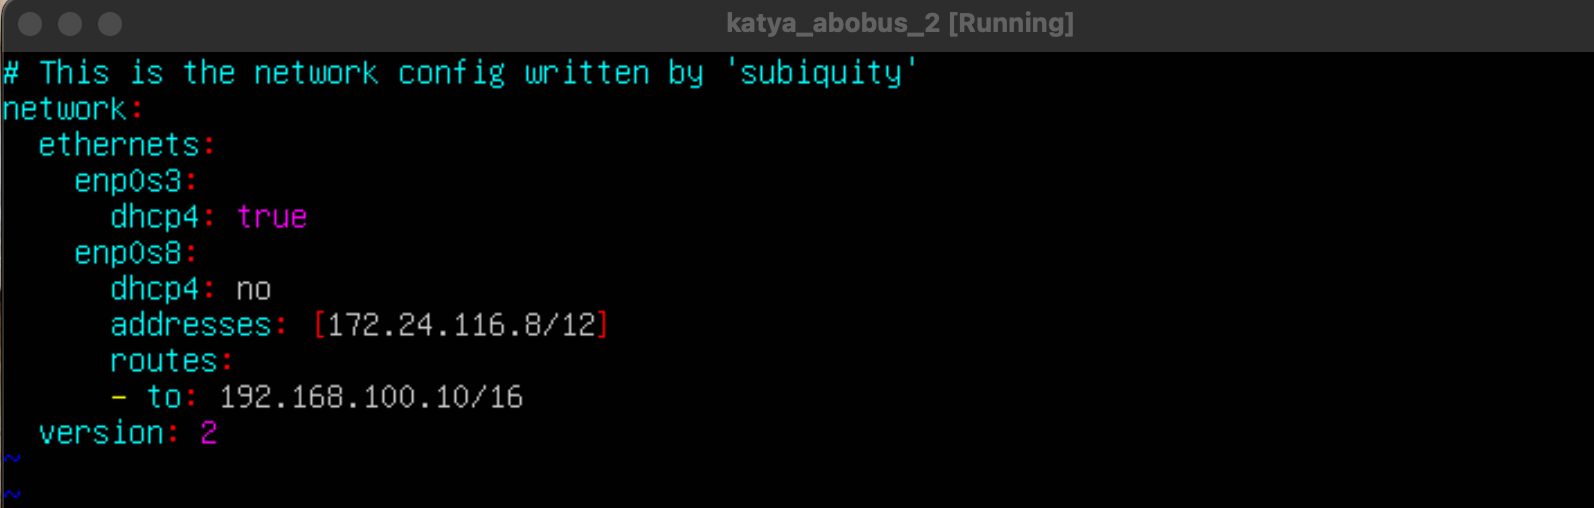 katya_abobus_2 [Running]
# This is the network config written by 'subiquity'
network:
  ethernets:
    enp0s3:
      dhcp4: true
    enp0s8:
      dhcp4: no
      addresses: [172.24.116.8/12]
      routes:
      - to: 192.168.100.10/16
  version: 2
~
~